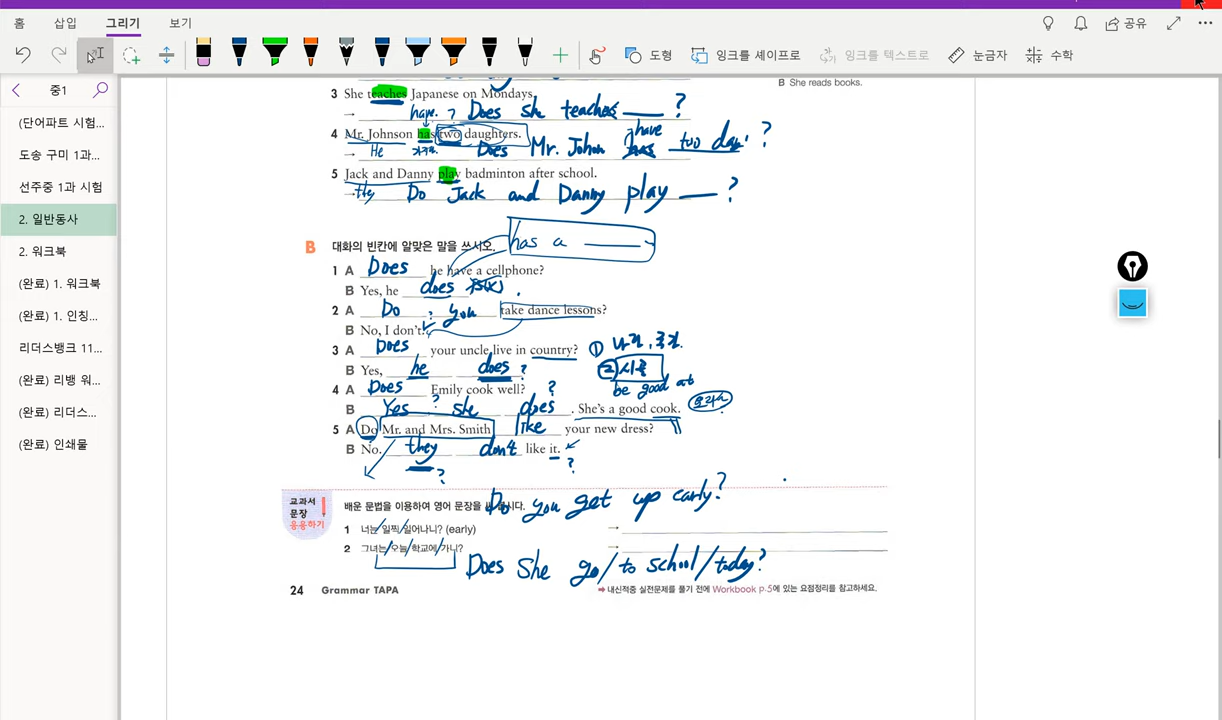 홈 삽입 그리기 보기
공유
도형 잉크를 셰이프로 잉크를 텍스트로 눈금자 수학
중1
(단어파트 시험...
도송 구미 1과...
선주중 1과 시험
2. 일반동사
2. 워크북
(완료) 1. 워크북
(완료) 1. 인칭...
리더스뱅크 11...
(완료) 리뱅 워...
(완료) 리더스...
(완료) 인쇄물
B She reads books.
3 She teaches Japanese on Mondays.
have. ?
→ Does she teaches ___ ?
4 Mr. Johnson has two daughters.
have
→ He Does Mr. John has two dau ?
5 Jack and Danny play badminton after school.
→ they Do Jack and Danny play ___ ?
has a ___
B 대화의 빈칸에 알맞은 말을 쓰시오.
1 A Does he have a cellphone?
B Yes, he does .
2 A Do you take dance lessons?
B No, I don't.
3 A Does your uncle live in country? ① 나라,
B Yes, he does ? ② 시골
be good at
4 A Does Emily cook well? ?
B Yes ? she does . She's a good cook.
5 A Do Mr. and Mrs. Smith like your new dress?
B No. they don't like it.
? ?
교과서 문장 응용하기
배운 문법을 이용하여 영어 문장을 써 봅시다.
Do you get up early?
1 너는/일찍/일어나니? (early) →
2 그녀는/오늘/학교에/가니? →
Does She go/to school/today?
24 Grammar TAPA
➡ 내신적중 실전문제를 풀기 전에 Workbook p.5에 있는 요점정리를 참고하세요.